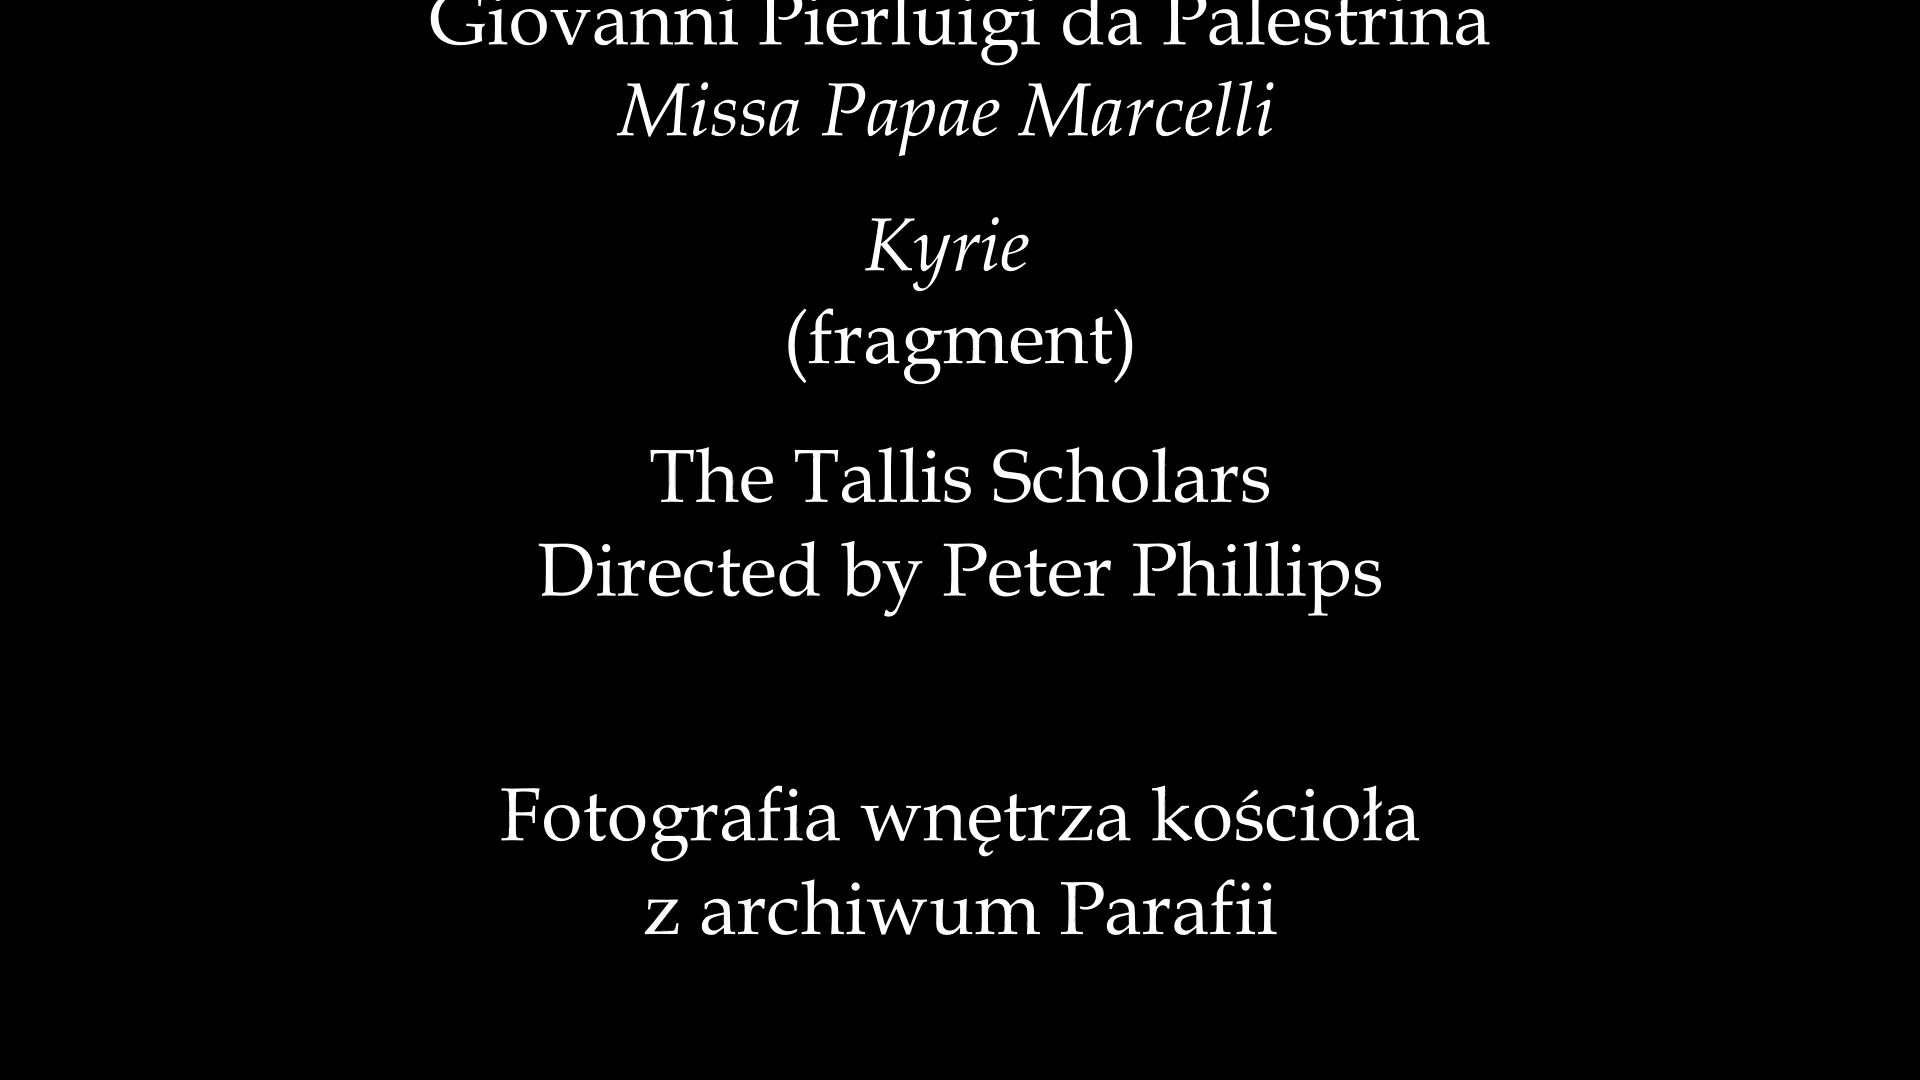 Giovanni Pierluigi da Palestrina
Missa Papae Marcelli
Kyrie
(fragment)
The Tallis Scholars
Directed by Peter Phillips
Fotografia wnętrza kościoła
z archiwum Parafii